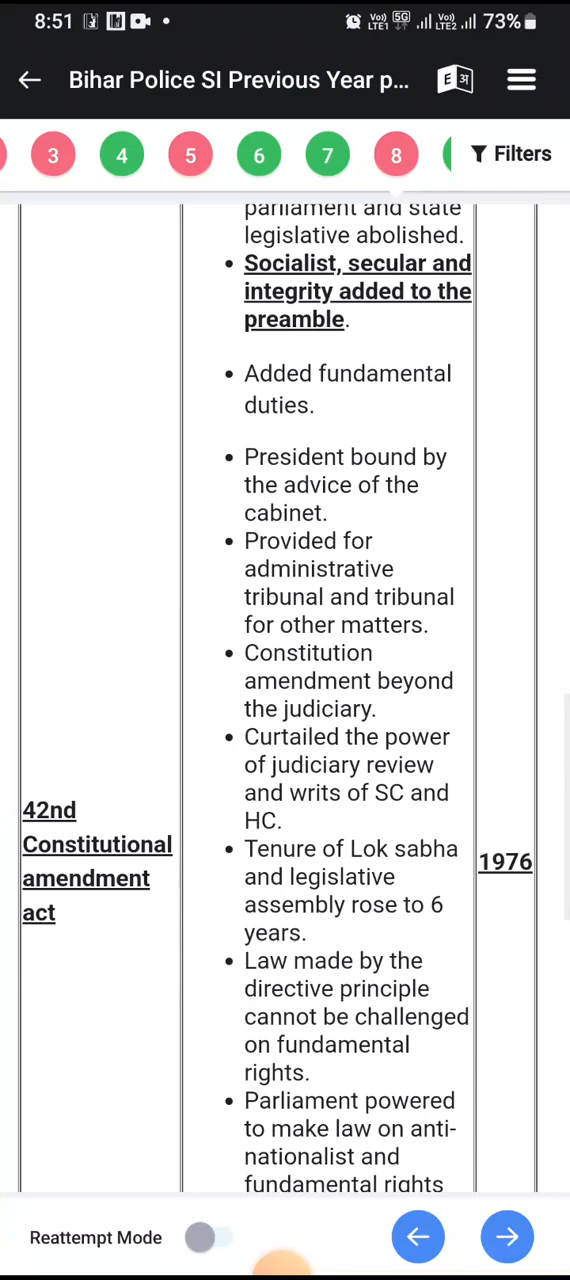 8:51 Vo) LTE1 5G Vo) LTE2 73%
Bihar Police SI Previous Year p... E अ
3 4 5 6 7 8 Filters
parliament and state
legislative abolished.
• Socialist, secular and
integrity added to the
preamble.
• Added fundamental
duties.
• President bound by
the advice of the
cabinet.
• Provided for
administrative
tribunal and tribunal
for other matters.
• Constitution
amendment beyond
the judiciary.
• Curtailed the power
of judiciary review
and writs of SC and
HC.
• Tenure of Lok sabha
and legislative
assembly rose to 6
years.
• Law made by the
directive principle
cannot be challenged
on fundamental
rights.
• Parliament powered
to make law on anti-
nationalist and
fundamental rights
42nd
Constitutional
amendment
act
1976
Reattempt Mode